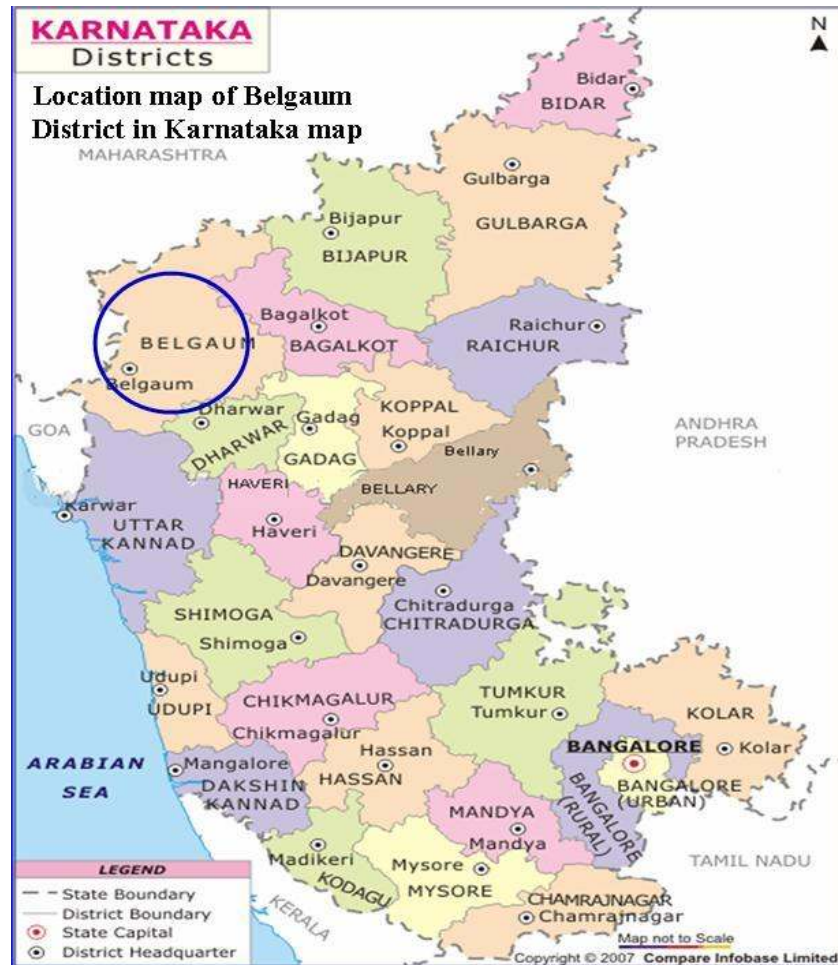 KARNATAKA
Districts
N
Location map of Belgaum
District in Karnataka map
MAHARASHTRA
Bidar
BIDAR
Gulbarga
GULBARGA
Bijapur
BIJAPUR
Bagalkot
BAGALKOT
Raichur
RAICHUR
BELGAUM
Belgaum
GOA
Dharwar
DHARWAR
Gadag
GADAG
KOPPAL
Koppal
ANDHRA
PRADESH
Bellary
BELLARY
HAVERI
Haveri
Karwar
UTTAR
KANNAD
DAVANGERE
Davangere
Chitradurga
CHITRADURGA
SHIMOGA
Shimoga
Udupi
UDUPI
CHIKMAGALUR
Chikmagalur
TUMKUR
Tumkur
KOLAR
Kolar
BANGALORE
BANGALORE
(URBAN)
BANGALORE
(RURAL)
ARABIAN
SEA
Mangalore
DAKSHIN
KANNAD
Hassan
HASSAN
MANDYA
Mandya
Madikeri
KODAGU
Mysore
MYSORE
TAMIL NADU
CHAMRAJNAGAR
Chamrajnagar
KERALA
LEGEND
State Boundary
District Boundary
State Capital
District Headquarter
Map not to Scale
Copyright © 2007 Compare Infobase Limited